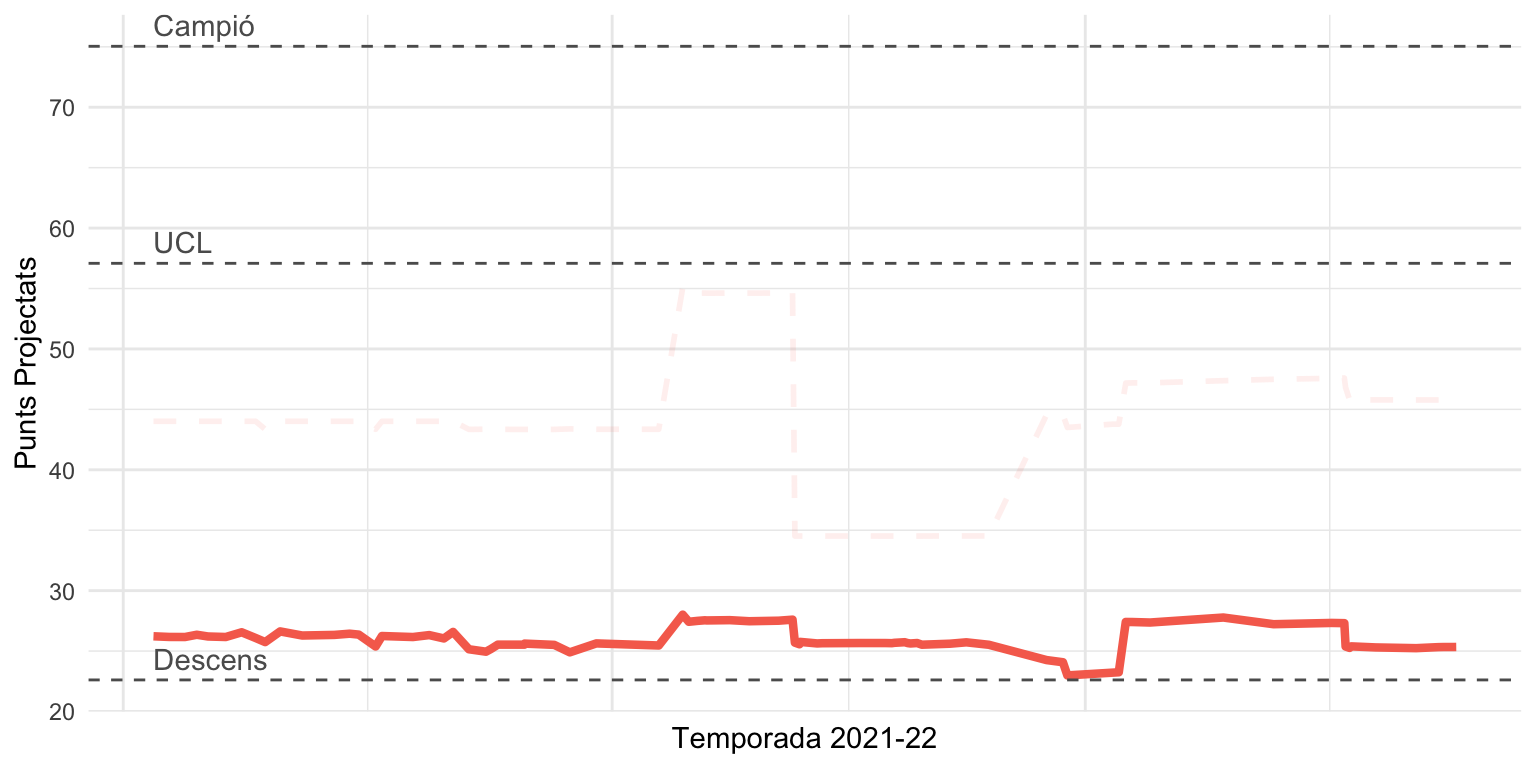 Campió
70
60
UCL
50
Punts Projectats
40
30
Descens
20
Temporada 2021-22